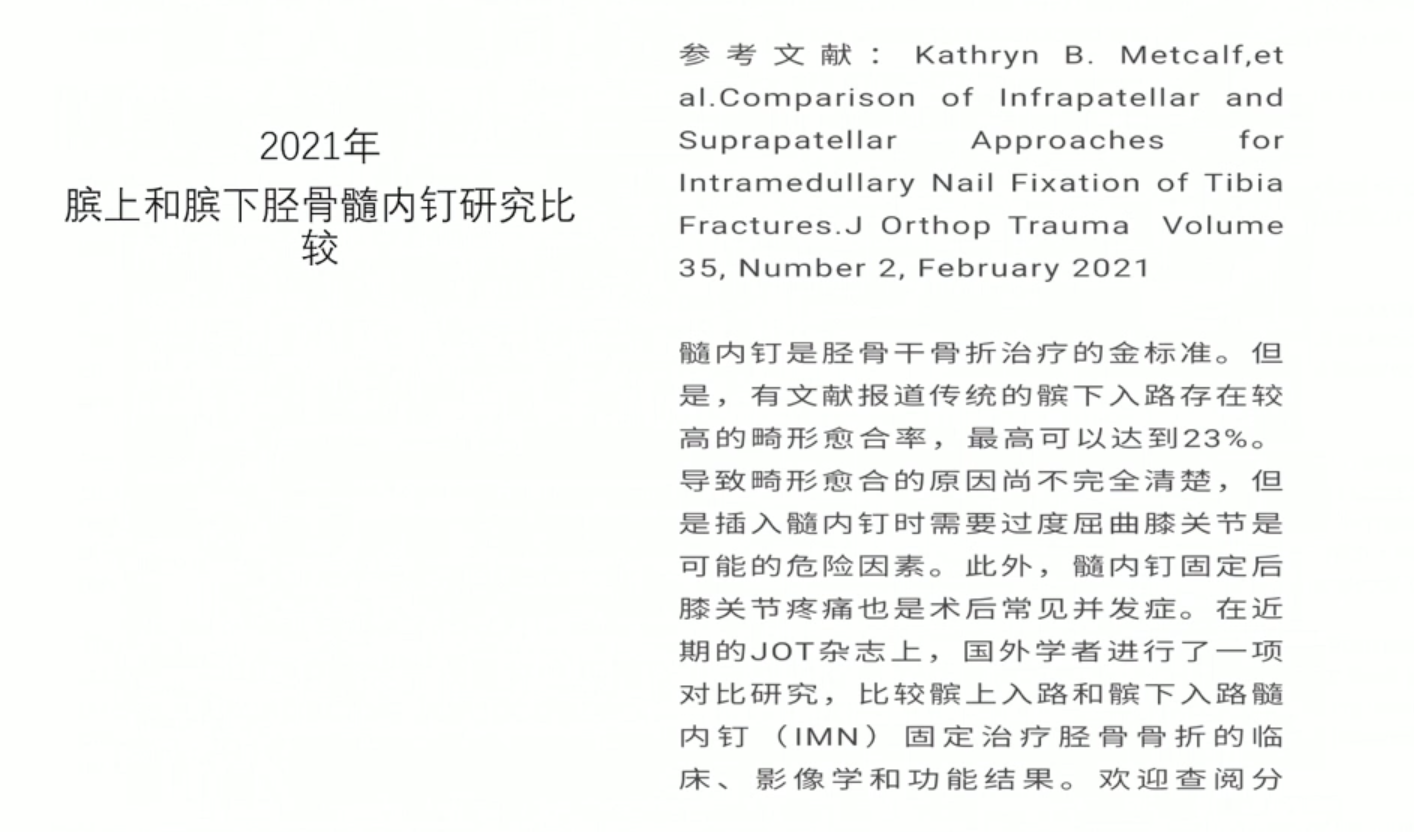 2021年
膑上和膑下胫骨髓内钉研究比
较
参考文献：Kathryn B. Metcalf,et
al.Comparison of Infrapatellar and
Suprapatellar Approaches for
Intramedullary Nail Fixation of Tibia
Fractures.J Orthop Trauma Volume
35, Number 2, February 2021
髓内钉是胫骨干骨折治疗的金标准。但
是，有文献报道传统的髌下入路存在较
高的畸形愈合率，最高可以达到23%。
导致畸形愈合的原因尚不完全清楚，但
是插入髓内钉时需要过度屈曲膝关节是
可能的危险因素。此外，髓内钉固定后
膝关节疼痛也是术后常见并发症。在近
期的JOT杂志上，国外学者进行了一项
对比研究，比较髌上入路和髌下入路髓
内钉（IMN）固定治疗胫骨骨折的临
床、影像学和功能结果。欢迎查阅分